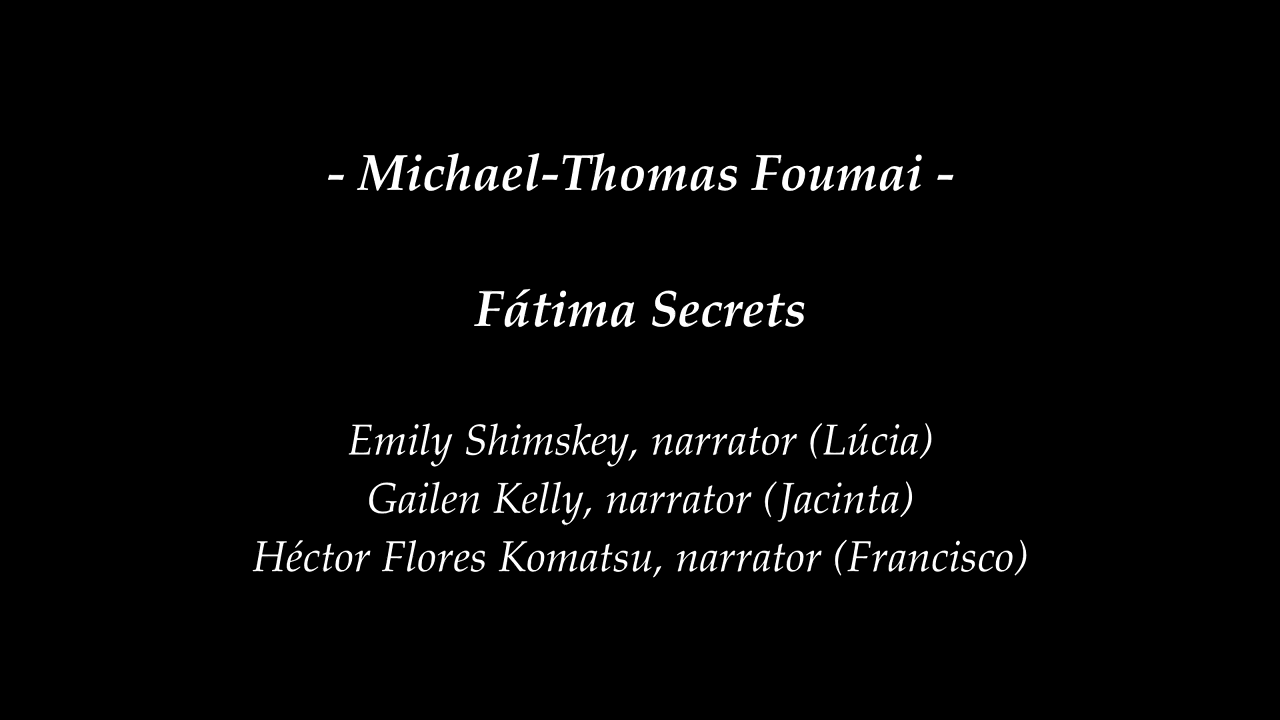 - Michael-Thomas Foumai -
Fátima Secrets
Emily Shimskey, narrator (Lúcia)
Gailen Kelly, narrator (Jacinta)
Héctor Flores Komatsu, narrator (Francisco)